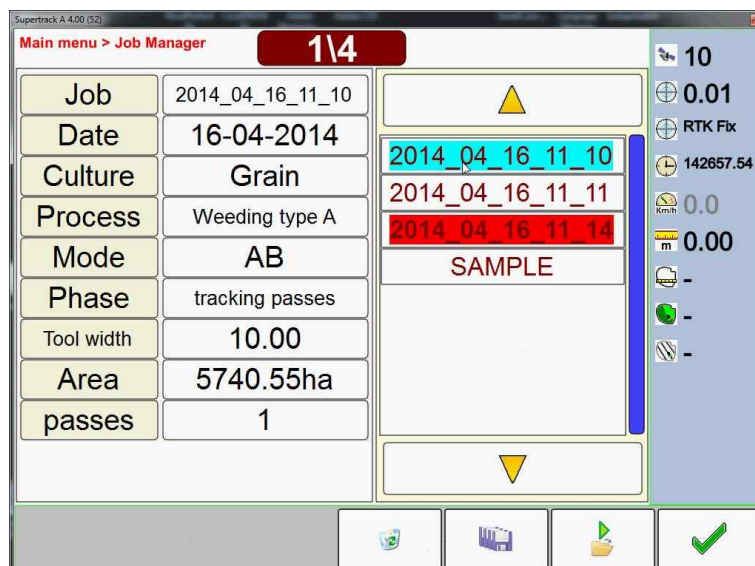 Supertrack A 4.00 (52)
Main menu > Job Manager
1\4
Job 2014_04_16_11_10
Date 16-04-2014
Culture Grain
Process Weeding type A
Mode AB
Phase tracking passes
Tool width 10.00
Area 5740.55ha
passes 1
2014_04_16_11_10
2014_04_16_11_11
2014_04_16_11_14
SAMPLE
10
0.01
RTK Fix
142657.54
Km/h 0.0
m 0.00
-
-
-